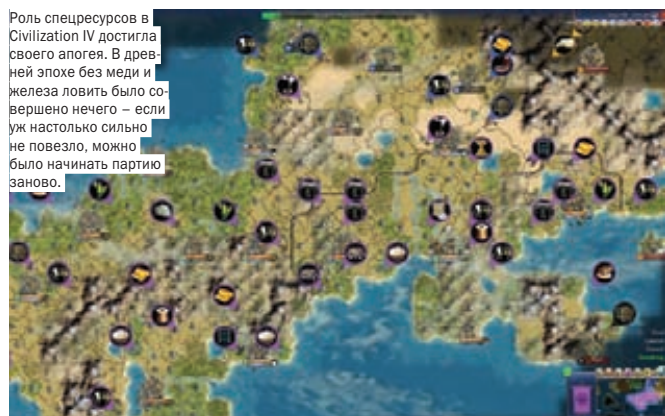 Роль спецресурсов в
Civilization IV достигла
своего апогея. В древ-
ней эпохе без меди и
железа ловить было со-
вершено нечего – если
уж настолько сильно
не повезло, можно
было начинать партию
заново.